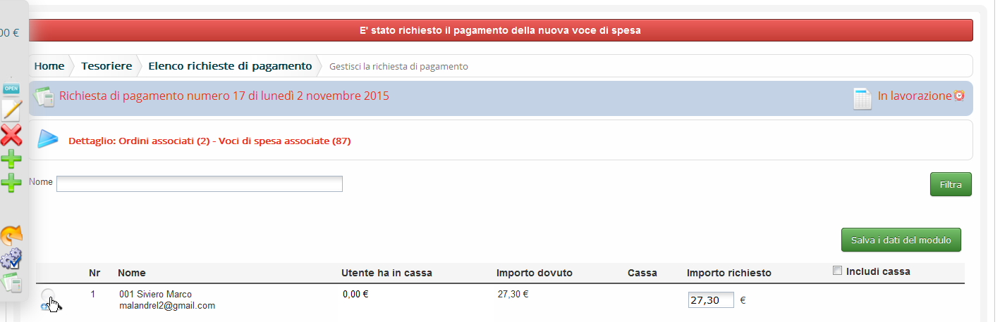 E' stato richiesto il pagamento della nuova voce di spesa
00 €
Home Tesoriere Elenco richieste di pagamento Gestisci la richiesta di pagamento
OPEN
Richiesta di pagamento numero 17 di lunedì 2 novembre 2015 In lavorazione
Dettaglio: Ordini associati (2) - Voci di spesa associate (87)
Nome Filtra
Salva i dati del modulo
Nr Nome Utente ha in cassa Importo dovuto Cassa Importo richiesto Includi cassa
1 001 Siviero Marco 0,00 € 27,30 € 27,30 €
malandrel2@gmail.com